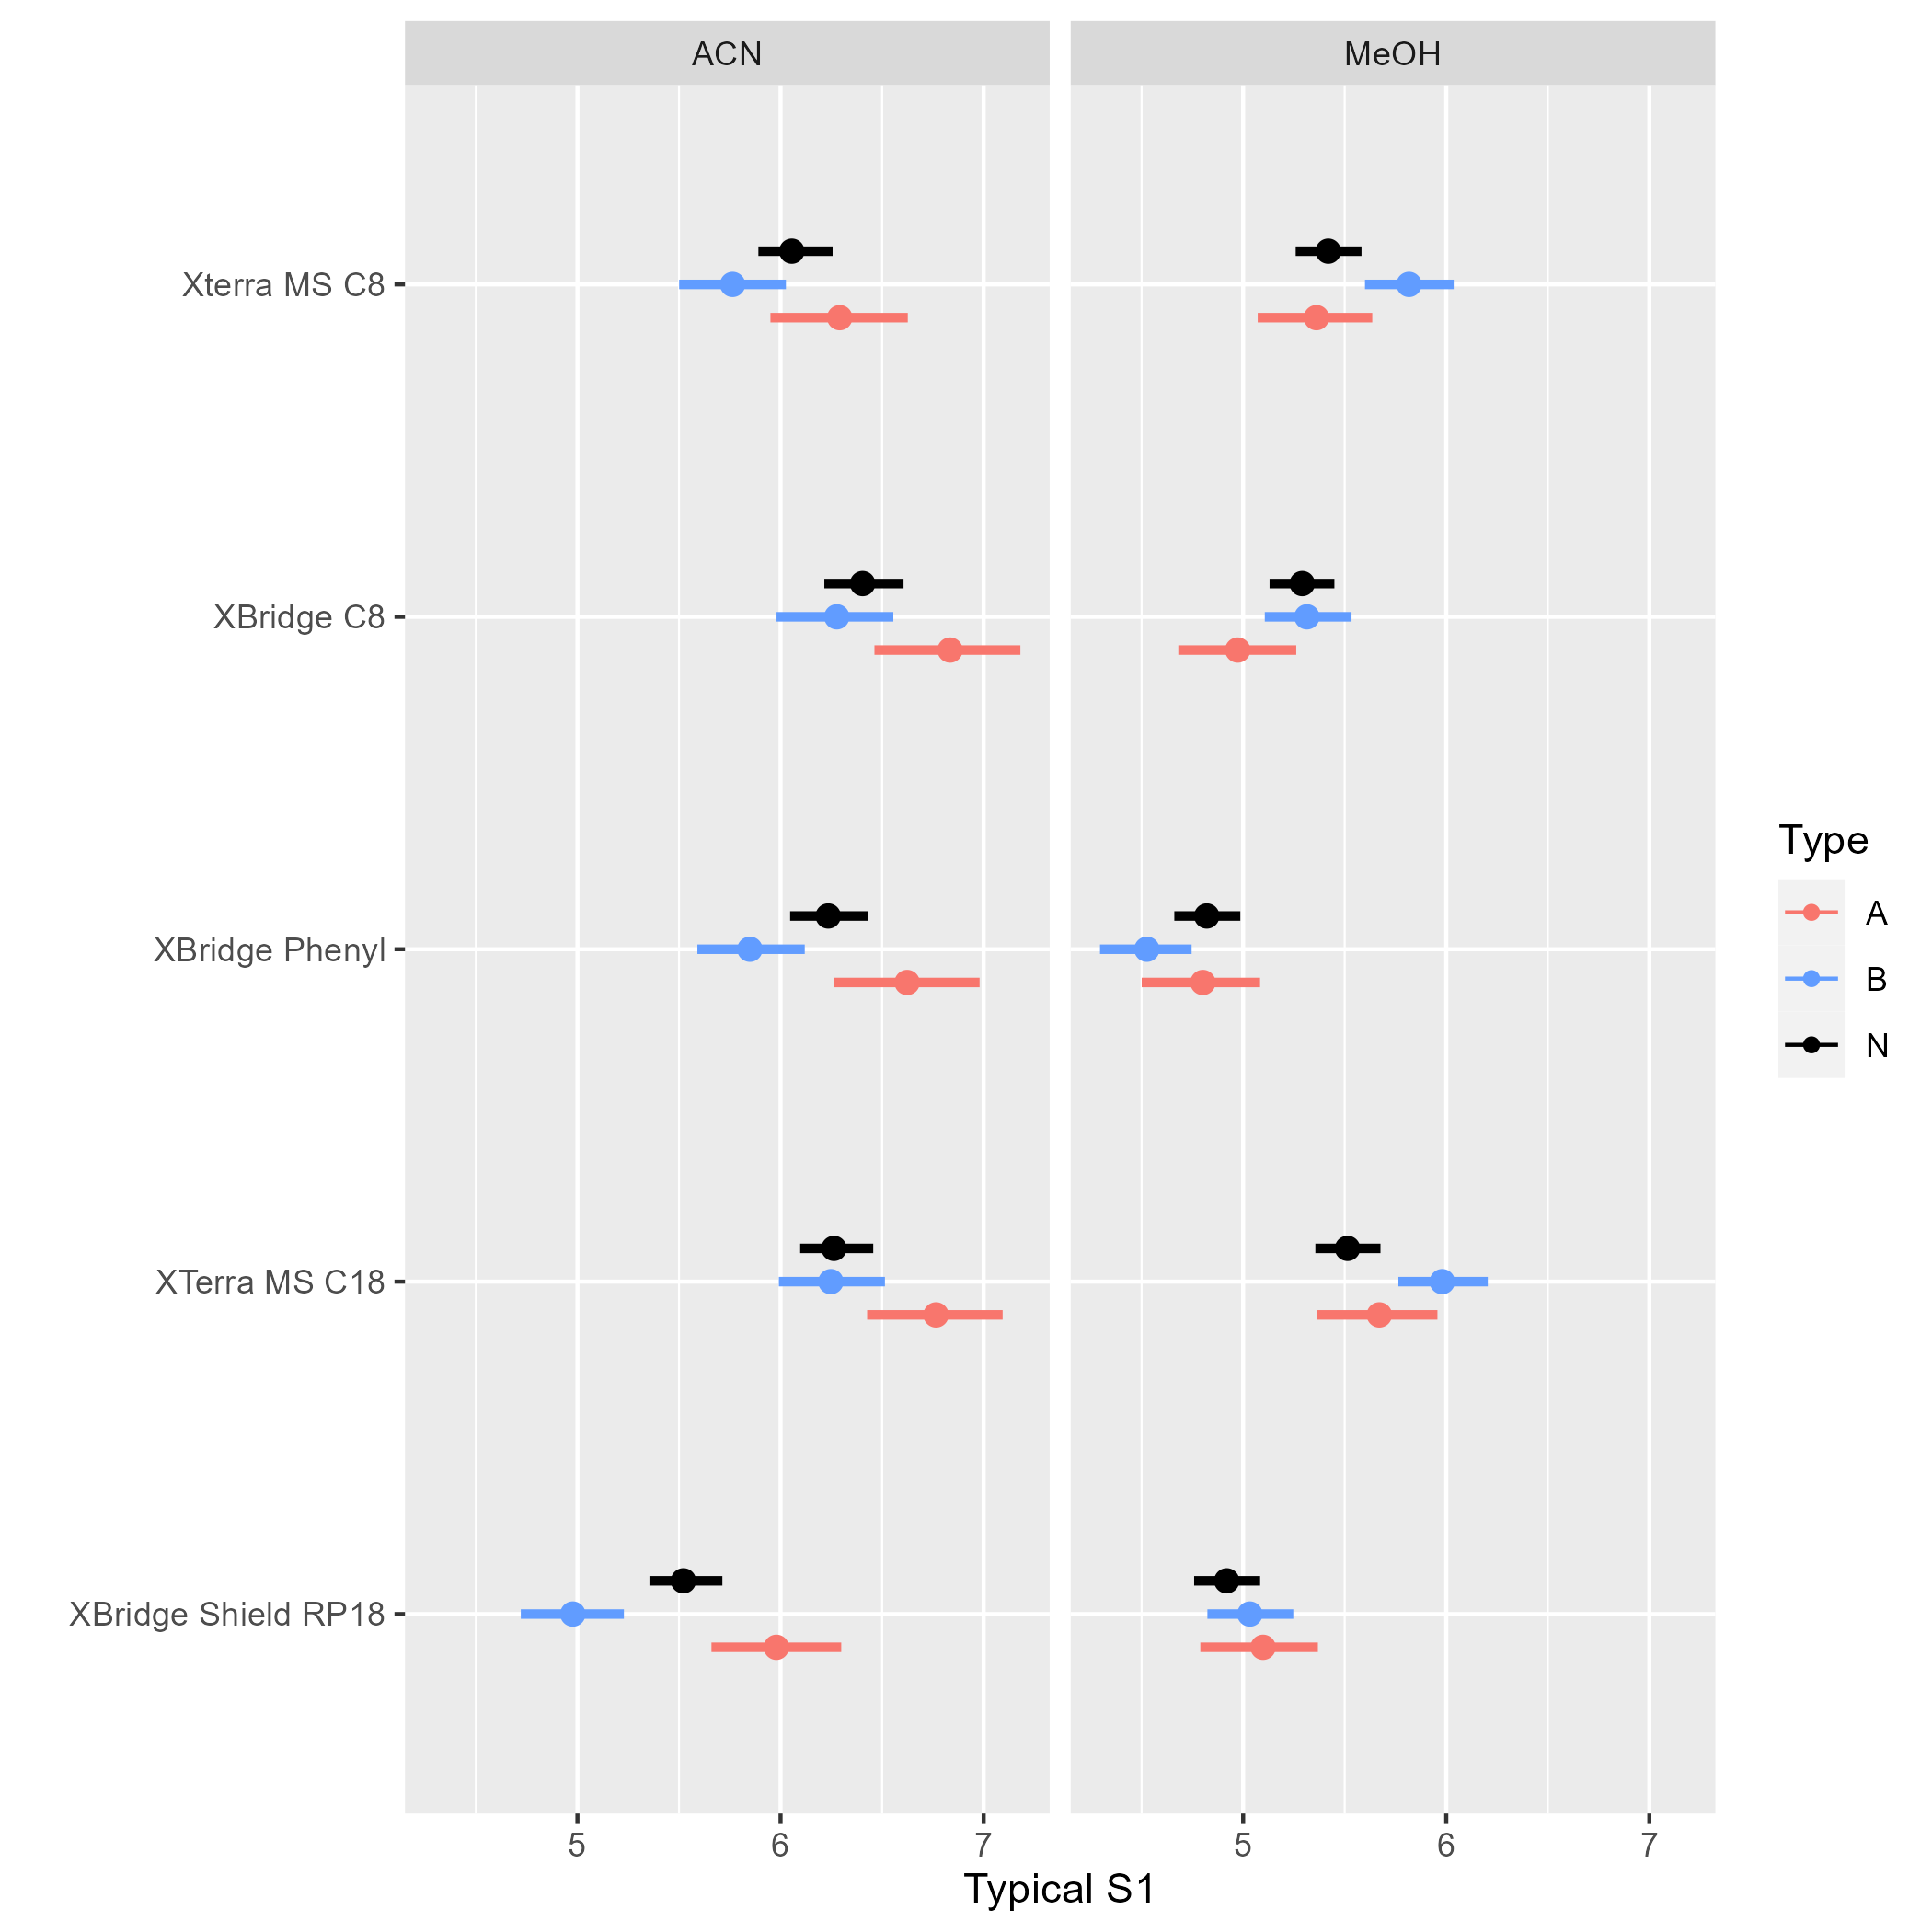 ACN MeOH
Xterra MS C8
XBridge C8
XBridge Phenyl
XTerra MS C18
XBridge Shield RP18
5 6 7 5 6 7
Typical S1
Type
A
B
N